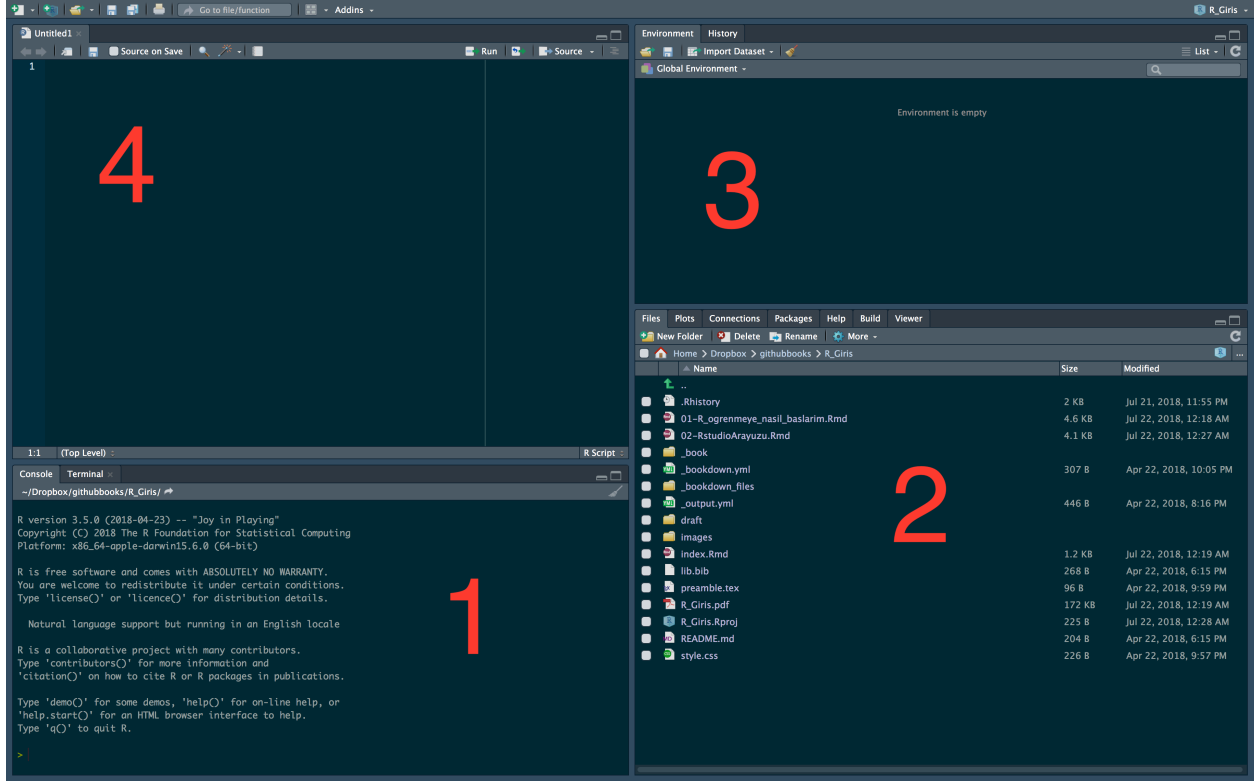 Go to file/function
Addins
R_Giris
Untitled1
Source on Save
Run
Source
1
4
1:1 (Top Level)
R Script
Console Terminal
~/Dropbox/githubbooks/R_Giris/
R version 3.5.0 (2018-04-23) -- "Joy in Playing"
Copyright (C) 2018 The R Foundation for Statistical Computing
Platform: x86_64-apple-darwin15.6.0 (64-bit)
R is free software and comes with ABSOLUTELY NO WARRANTY.
You are welcome to redistribute it under certain conditions.
Type 'license()' or 'licence()' for distribution details.
Natural language support but running in an English locale
R is a collaborative project with many contributors.
Type 'contributors()' for more information and
'citation()' on how to cite R or R packages in publications.
Type 'demo()' for some demos, 'help()' for on-line help, or
'help.start()' for an HTML browser interface to help.
Type 'q()' to quit R.
>
1
Environment History
Import Dataset
List
Global Environment
Environment is empty
3
Files Plots Connections Packages Help Build Viewer
New Folder Delete Rename More
Home > Dropbox > githubbooks > R_Giris
...
Name Size Modified
..
.Rhistory 2 KB Jul 21, 2018, 11:55 PM
01-R_ogrenmeye_nasil_baslarim.Rmd 4.6 KB Jul 22, 2018, 12:18 AM
02-RstudioArayuzu.Rmd 4.1 KB Jul 22, 2018, 12:27 AM
_book
_bookdown.yml 307 B Apr 22, 2018, 10:05 PM
_bookdown_files
_output.yml 446 B Apr 22, 2018, 8:16 PM
draft
images
index.Rmd 1.2 KB Jul 22, 2018, 12:19 AM
lib.bib 268 B Apr 22, 2018, 6:15 PM
preamble.tex 96 B Apr 22, 2018, 9:59 PM
R_Giris.pdf 172 KB Jul 22, 2018, 12:19 AM
R_Giris.Rproj 225 B Jul 22, 2018, 12:28 AM
README.md 204 B Apr 22, 2018, 6:15 PM
style.css 226 B Apr 22, 2018, 9:57 PM
2